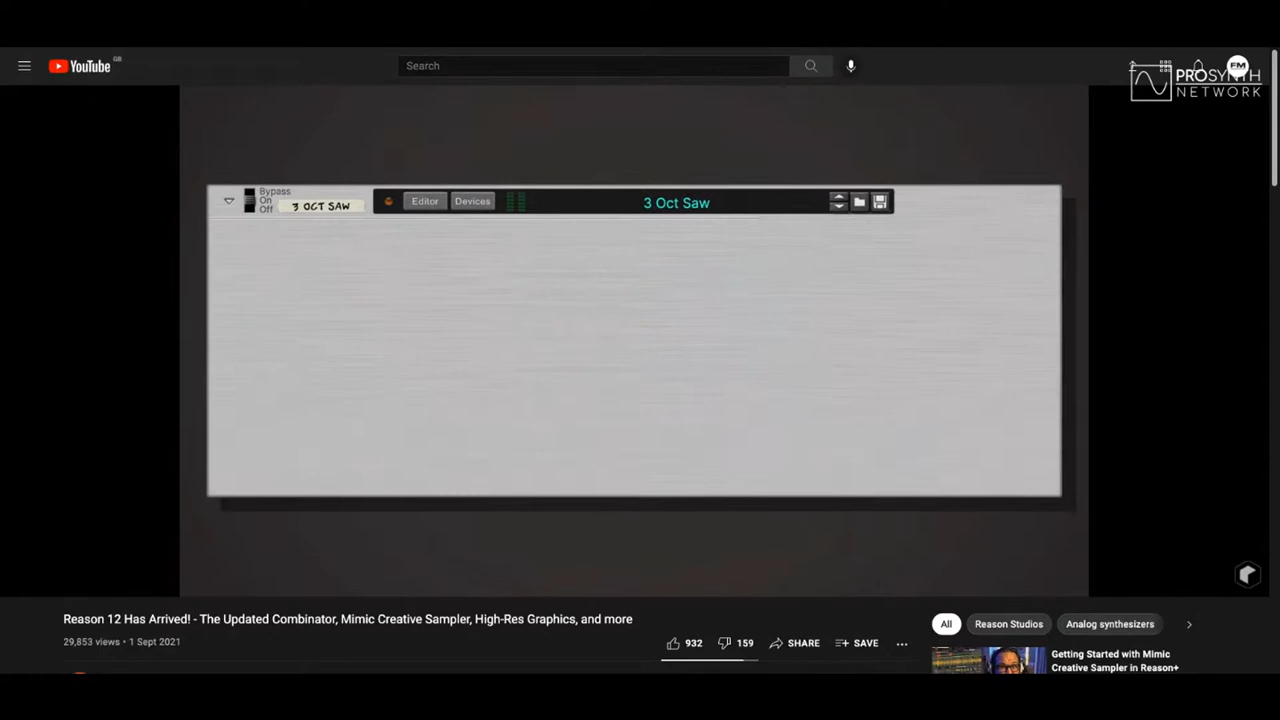 YouTube GB
Search
PROSYNTH
NETWORK
FM
Bypass
On
Off
3 OCT SAW
Editor
Devices
3 Oct Saw
Reason 12 Has Arrived! - The Updated Combinator, Mimic Creative Sampler, High-Res Graphics, and more
29,853 views • 1 Sept 2021
932
159
SHARE
SAVE
All
Reason Studios
Analog synthesizers
Getting Started with Mimic
Creative Sampler in Reason+